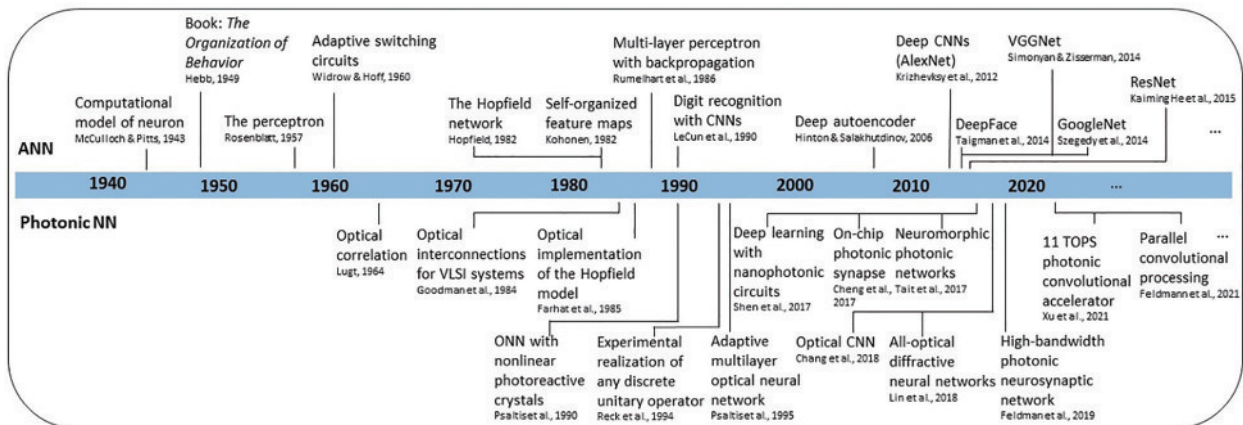 Book: The
Organization of
Behavior
Hebb, 1949
Adaptive switching
circuits
Widrow & Hoff, 1960
Multi-layer perceptron
with backpropagation
Rumelhart et al., 1986
Deep CNNs
(AlexNet)
Krizhevksy et al., 2012
VGGNet
Simonyan & Zisserman, 2014
ResNet
Kaiming He et al., 2015
Computational
model of neuron
McCulloch & Pitts, 1943
The perceptron
Rosenblatt, 1957
The Hopfield
network
Hopfield, 1982
Self-organized
feature maps
Kohonen, 1982
Digit recognition
with CNNs
LeCun et al., 1990
Deep autoencoder
Hinton & Salakhutdinov, 2006
DeepFace
Taigman et al., 2014
GoogleNet
Szegedy et al., 2014
...
ANN
1940 1950 1960 1970 1980 1990 2000 2010 2020 ...
Photonic NN
Optical
correlation
Lugt, 1964
Optical
interconnections
for VLSI systems
Goodman et al., 1984
Optical
implementation
of the Hopfield
model
Farhat et al., 1985
Deep learning
with
nanophotonic
circuits
Shen et al., 2017
On-chip
photonic
synapse
Cheng et al.,
2017
Neuromorphic
photonic
networks
Tait et al., 2017
11 TOPS
photonic
convolutional
accelerator
Xu et al., 2021
Parallel
convolutional
processing
Feldmann et al., 2021
...
ONN with
nonlinear
photoreactive
crystals
Psaltis et al., 1990
Experimental
realization of
any discrete
unitary operator
Reck et al., 1994
Adaptive
multilayer
optical neural
network
Psaltis et al., 1995
Optical CNN
Chang et al., 2018
All-optical
diffractive
neural networks
Lin et al., 2018
High-bandwidth
photonic
neurosynaptic
network
Feldman et al., 2019